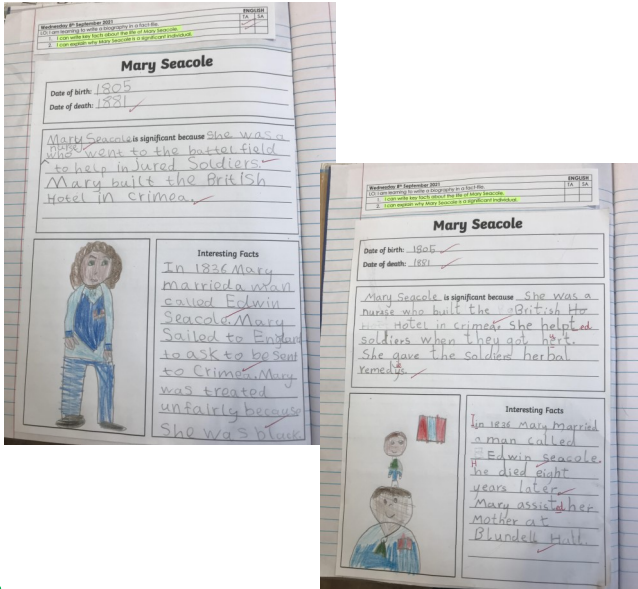 Wednesday 8th September 2021
ENGLISH
TA SA
LO: I am learning to write a biography in a fact-file.
1. I can write key facts about the life of Mary Seacole.
2. I can explain why Mary Seacole is a significant individual.
Mary Seacole
Date of birth: 1805
Date of death: 1881
Mary Seacole is significant because she was a
nurse
who went to the battel field
to help injured Soldiers.
Mary built the British
Hotel in Crimea.
Interesting Facts
In 1836 Mary
married a man
called Edwin
Seacole. Mary
Sailed to England
to ask to be sent
to Crimea. Mary
was treated
unfairly because
She was black
Wednesday 8th September 2021
ENGLISH
TA SA
LO: I am learning to write a biography in a fact-file.
1. I can write key facts about the life of Mary Seacole.
2. I can explain why Mary Seacole is a significant individual.
Mary Seacole
Date of birth: 1805
Date of death: 1881
Mary Seacole is significant because She was a
nurase who built the British Ho
Hotel in crimea. She helpt ed
soldiers when they got hert.
She gave the soldiers herbal
remedys.
Interesting Facts
In 1836 Mary Married
a man called
Edwin seacole.
He died eight
years later.
Mary assisted her
Mother at
Blundell Hall.